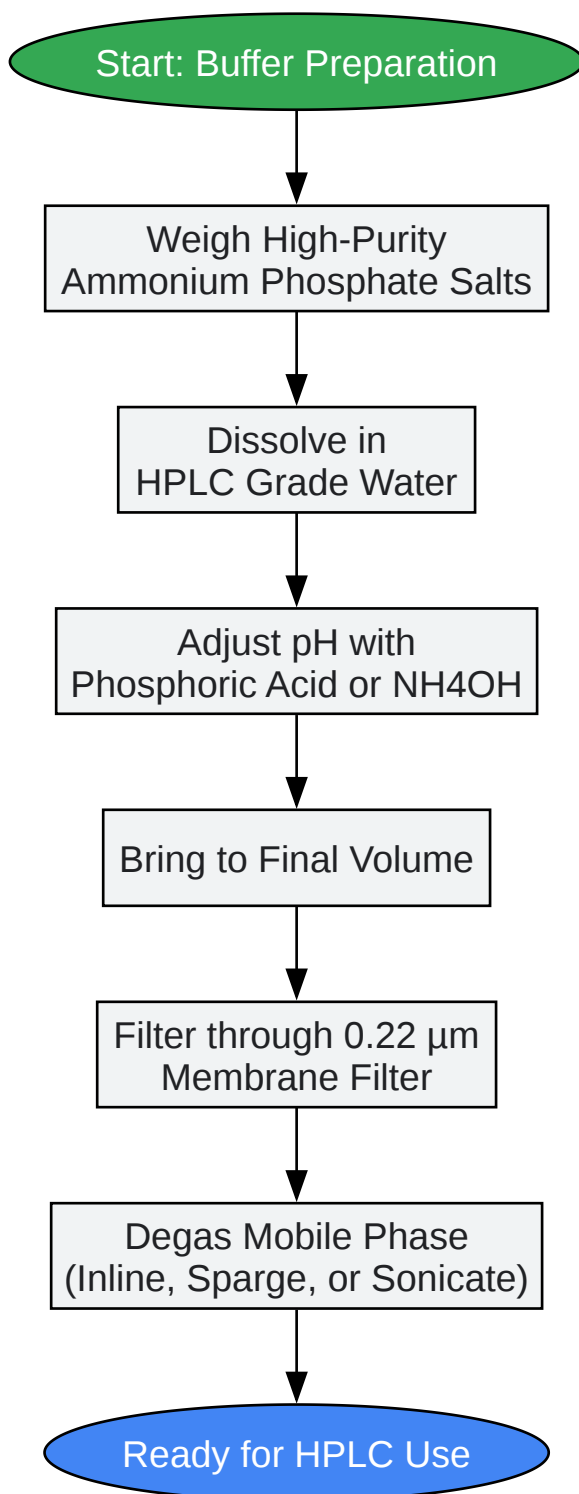 Start: Buffer Preparation
Weigh High-Purity
Ammonium Phosphate Salts
Dissolve in
HPLC Grade Water
Adjust pH with
Phosphoric Acid or NH4OH
Bring to Final Volume
Filter through 0.22 µm
Membrane Filter
Degas Mobile Phase
(Inline, Sparge, or Sonicate)
Ready for HPLC Use